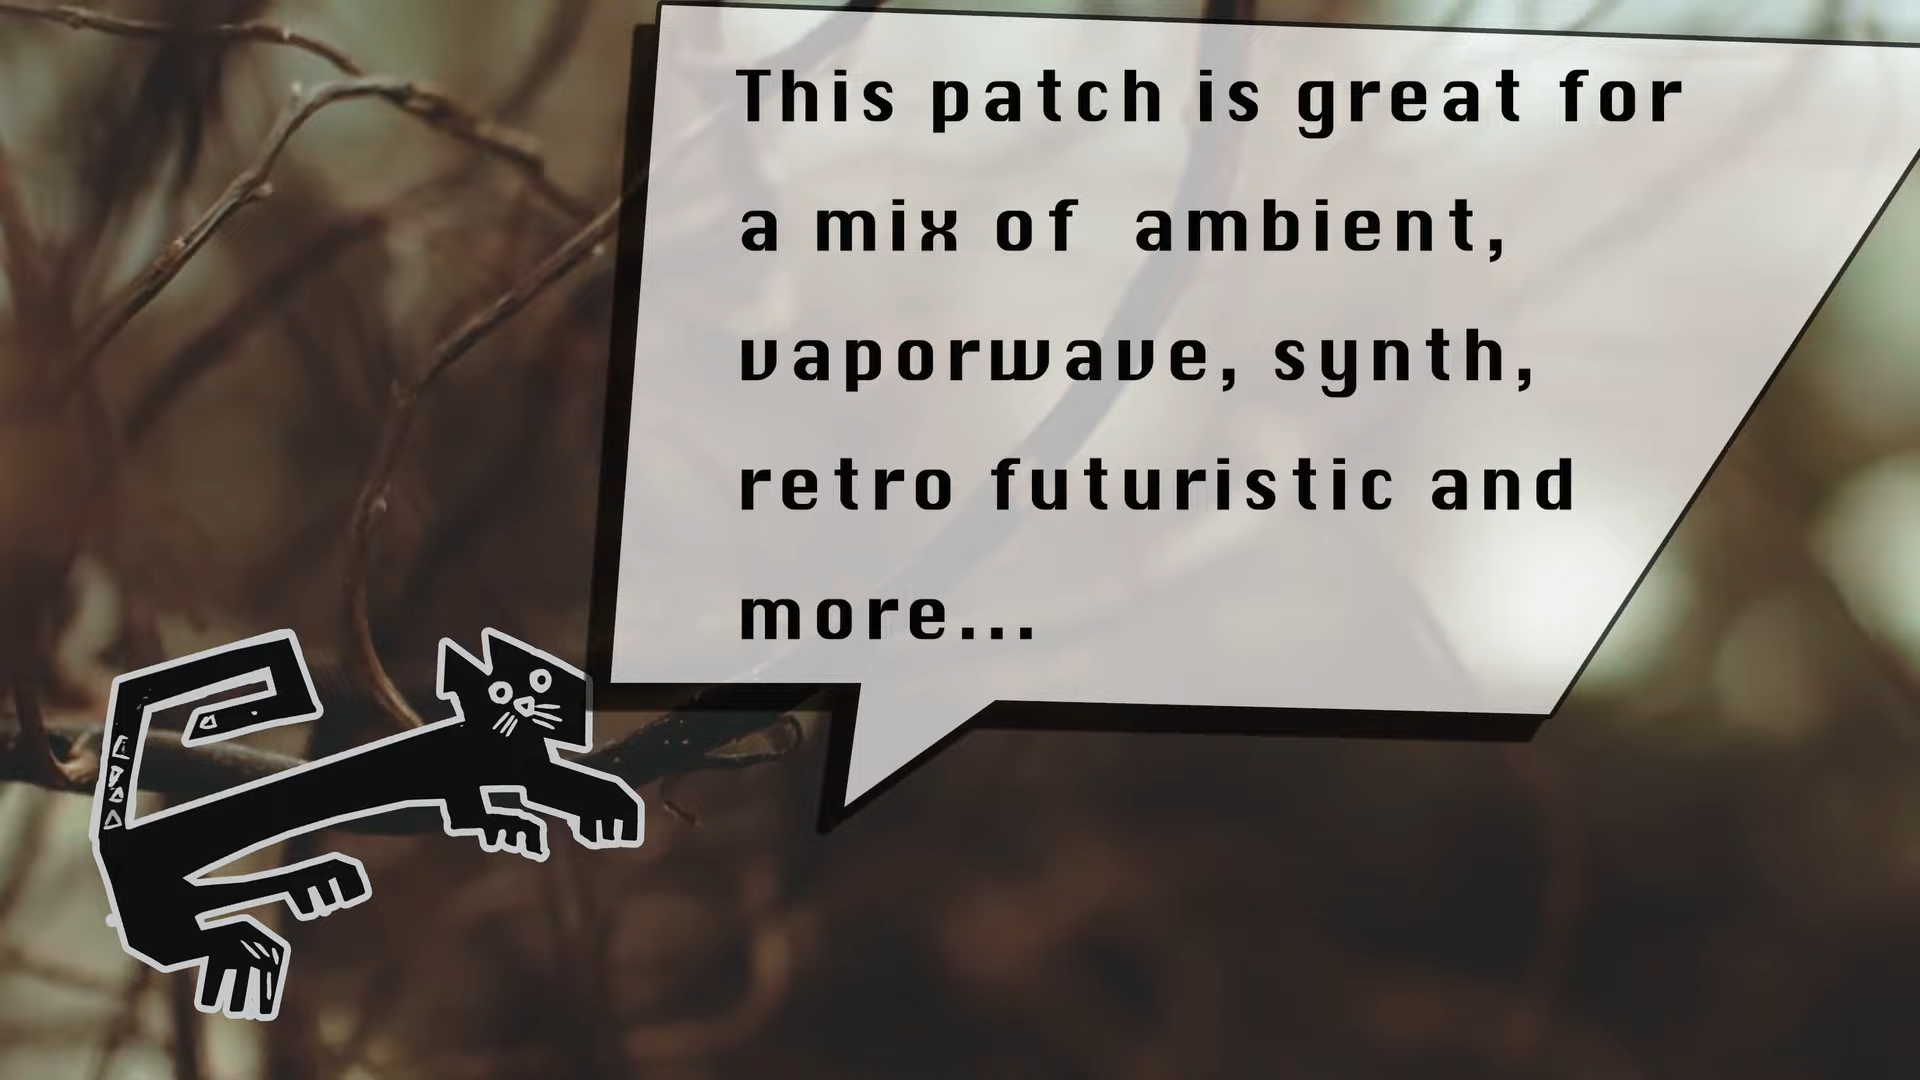 This patch is great for
a mix of ambient,
vaporwave, synth,
retro futuristic and
more...